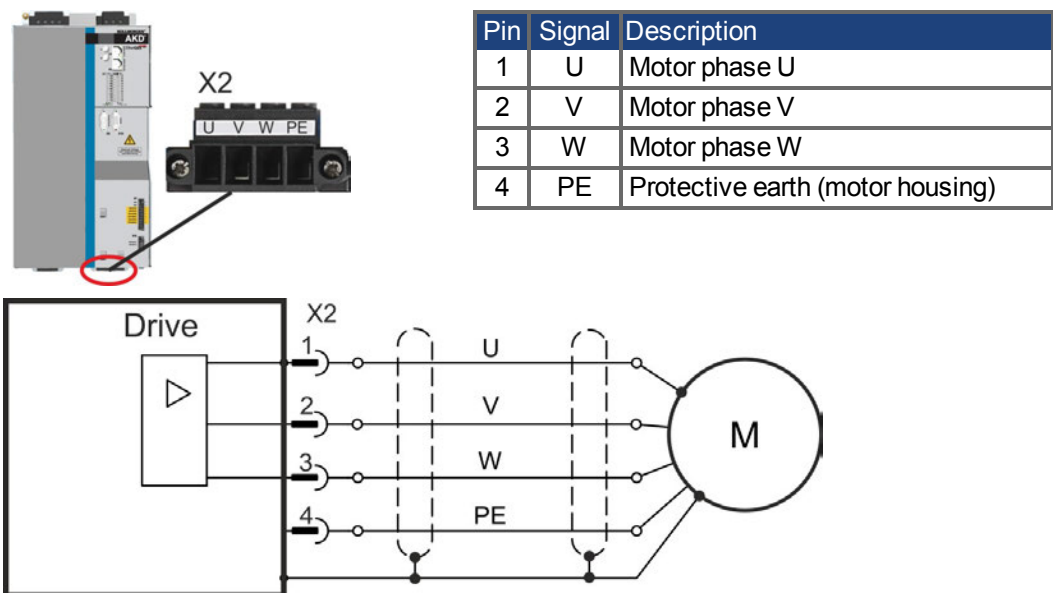 AKD
X2
U V W PE
Pin Signal Description
1 U Motor phase U
2 V Motor phase V
3 W Motor phase W
4 PE Protective earth (motor housing)
Drive
X2
1 U
2 V
3 W
4 PE
M